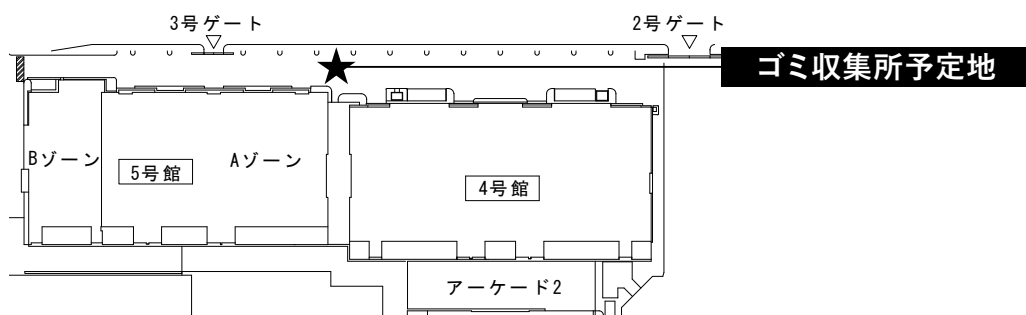 3号ゲート
2号ゲート
ゴミ収集所予定地
Bゾーン
5号館
Aゾーン
4号館
アーケード2